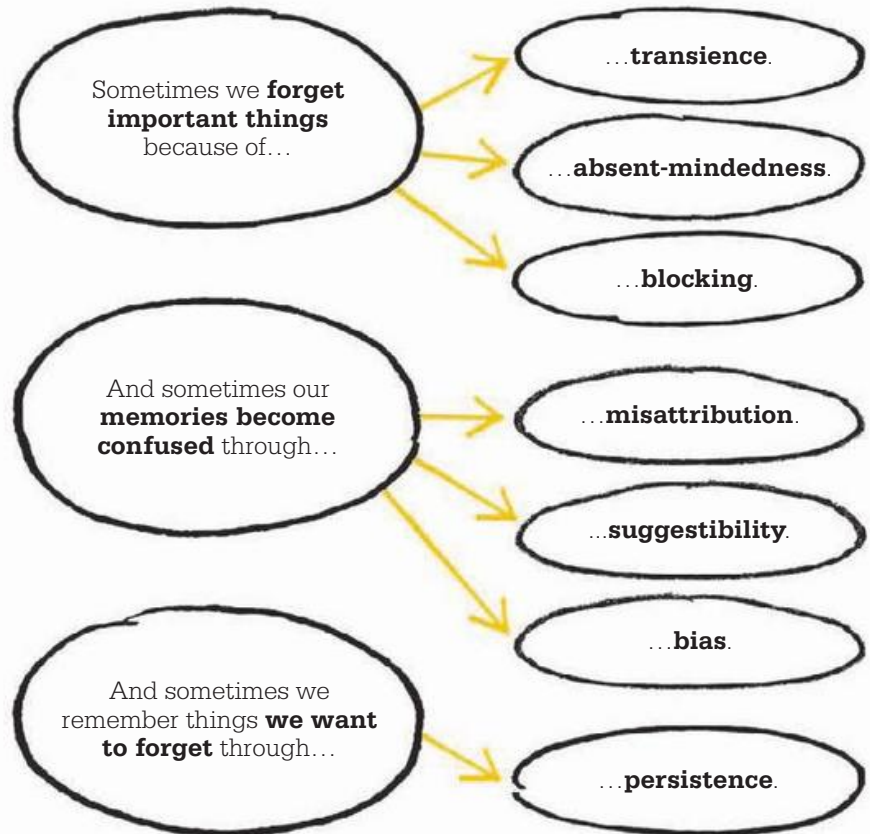 Sometimes we forget
important things
because of…
…transience.
…absent-mindedness.
…blocking.
And sometimes our
memories become
confused through…
…misattribution.
...suggestibility.
…bias.
And sometimes we
remember things we want
to forget through…
…persistence.